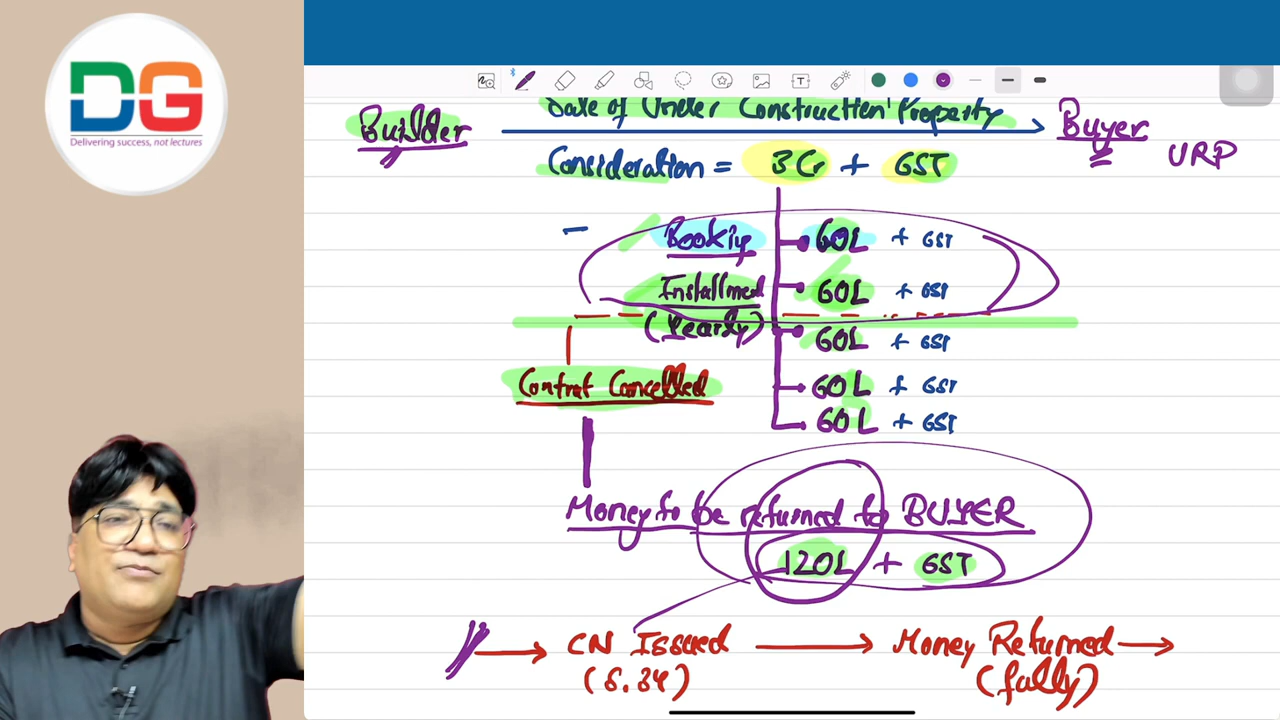 DG
Delivering success, not lectures
Sale of Under Construction Property
Builder
Buyer
URP
Consideration = 3 Cr + GST
Booking 60L + GST
Installment 60L + GST
(Yearly) 60L + GST
Contract Cancelled 60L + GST
60L + GST
Money to be returned to BUYER
120L + GST
CN Issued Money Returned
(S.34) (fully)